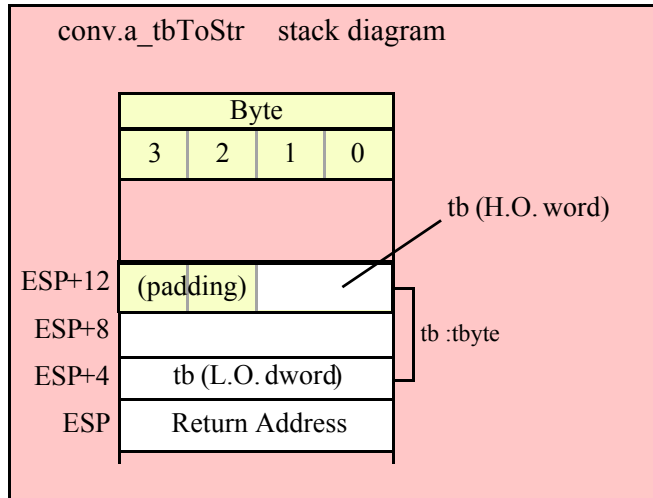 conv.a_tbToStr stack diagram
Byte
3 2 1 0
tb (H.O. word)
ESP+12 (padding)
ESP+8
tb :tbyte
ESP+4 tb (L.O. dword)
ESP Return Address